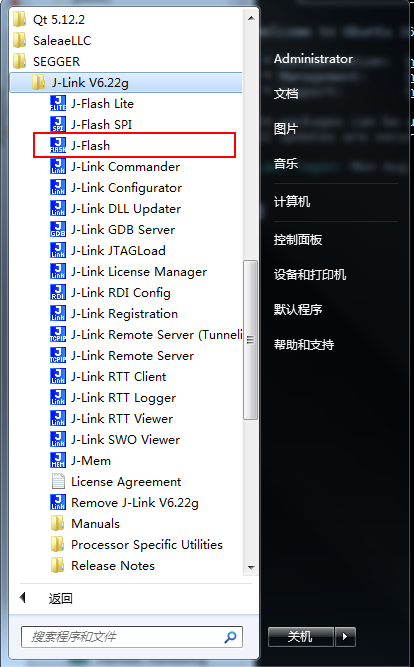 Qt 5.12.2
SaleaeLLC
SEGGER
J-Link V6.22g
J-Flash Lite
J-Flash SPI
J-Flash
J-Link Commander
J-Link Configurator
J-Link DLL Updater
J-Link GDB Server
J-Link JTAGLoad
J-Link License Manager
J-Link RDI Config
J-Link Registration
J-Link Remote Server (Tunneli
J-Link Remote Server
J-Link RTT Client
J-Link RTT Logger
J-Link RTT Viewer
J-Link SWO Viewer
J-Mem
License Agreement
Remove J-Link V6.22g
Manuals
Processor Specific Utilities
Release Notes
返回
搜索程序和文件
Administrator
文档
图片
音乐
计算机
控制面板
设备和打印机
默认程序
帮助和支持
关机